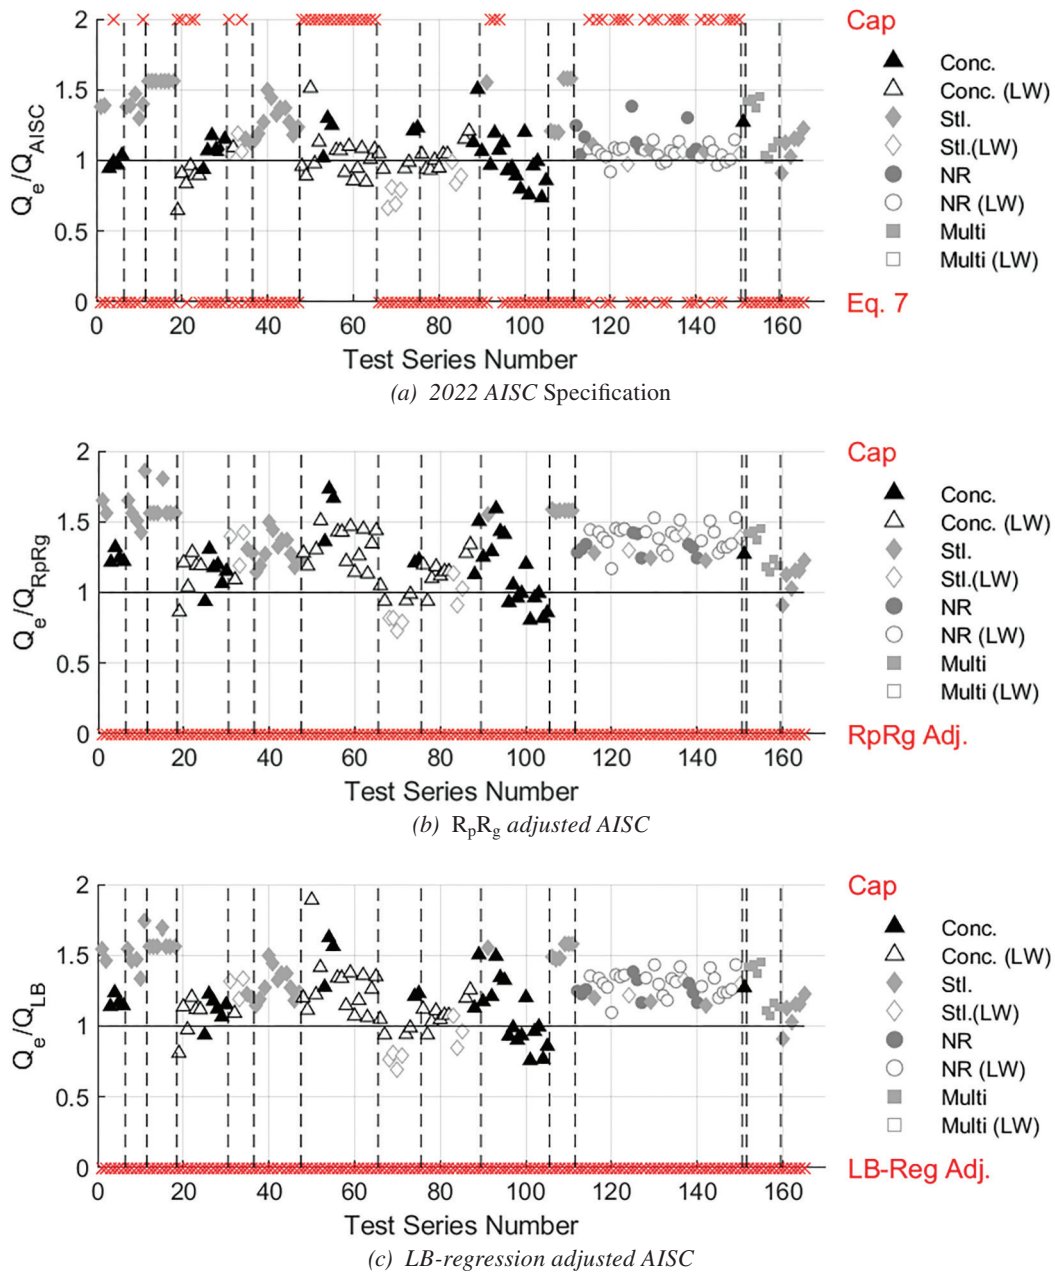 2
1.5
1
0.5
0
Q_e/Q_AISC
0 20 40 60 80 100 120 140 160
Test Series Number
Cap
Conc.
Conc. (LW)
Stl.
Stl.(LW)
NR
NR (LW)
Multi
Multi (LW)
Eq. 7
(a) 2022 AISC Specification
2
1.5
1
0.5
0
Q_e/Q_RpRg
0 20 40 60 80 100 120 140 160
Test Series Number
Cap
Conc.
Conc. (LW)
Stl.
Stl.(LW)
NR
NR (LW)
Multi
Multi (LW)
RpRg Adj.
(b) R_pR_g adjusted AISC
2
1.5
1
0.5
0
Q_e/Q_LB
0 20 40 60 80 100 120 140 160
Test Series Number
Cap
Conc.
Conc. (LW)
Stl.
Stl.(LW)
NR
NR (LW)
Multi
Multi (LW)
LB-Reg Adj.
(c) LB-regression adjusted AISC